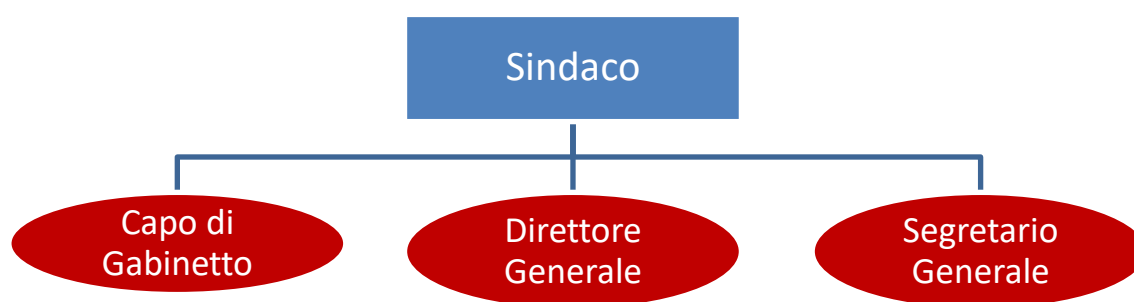 Sindaco
Capo di
Gabinetto
Direttore
Generale
Segretario
Generale